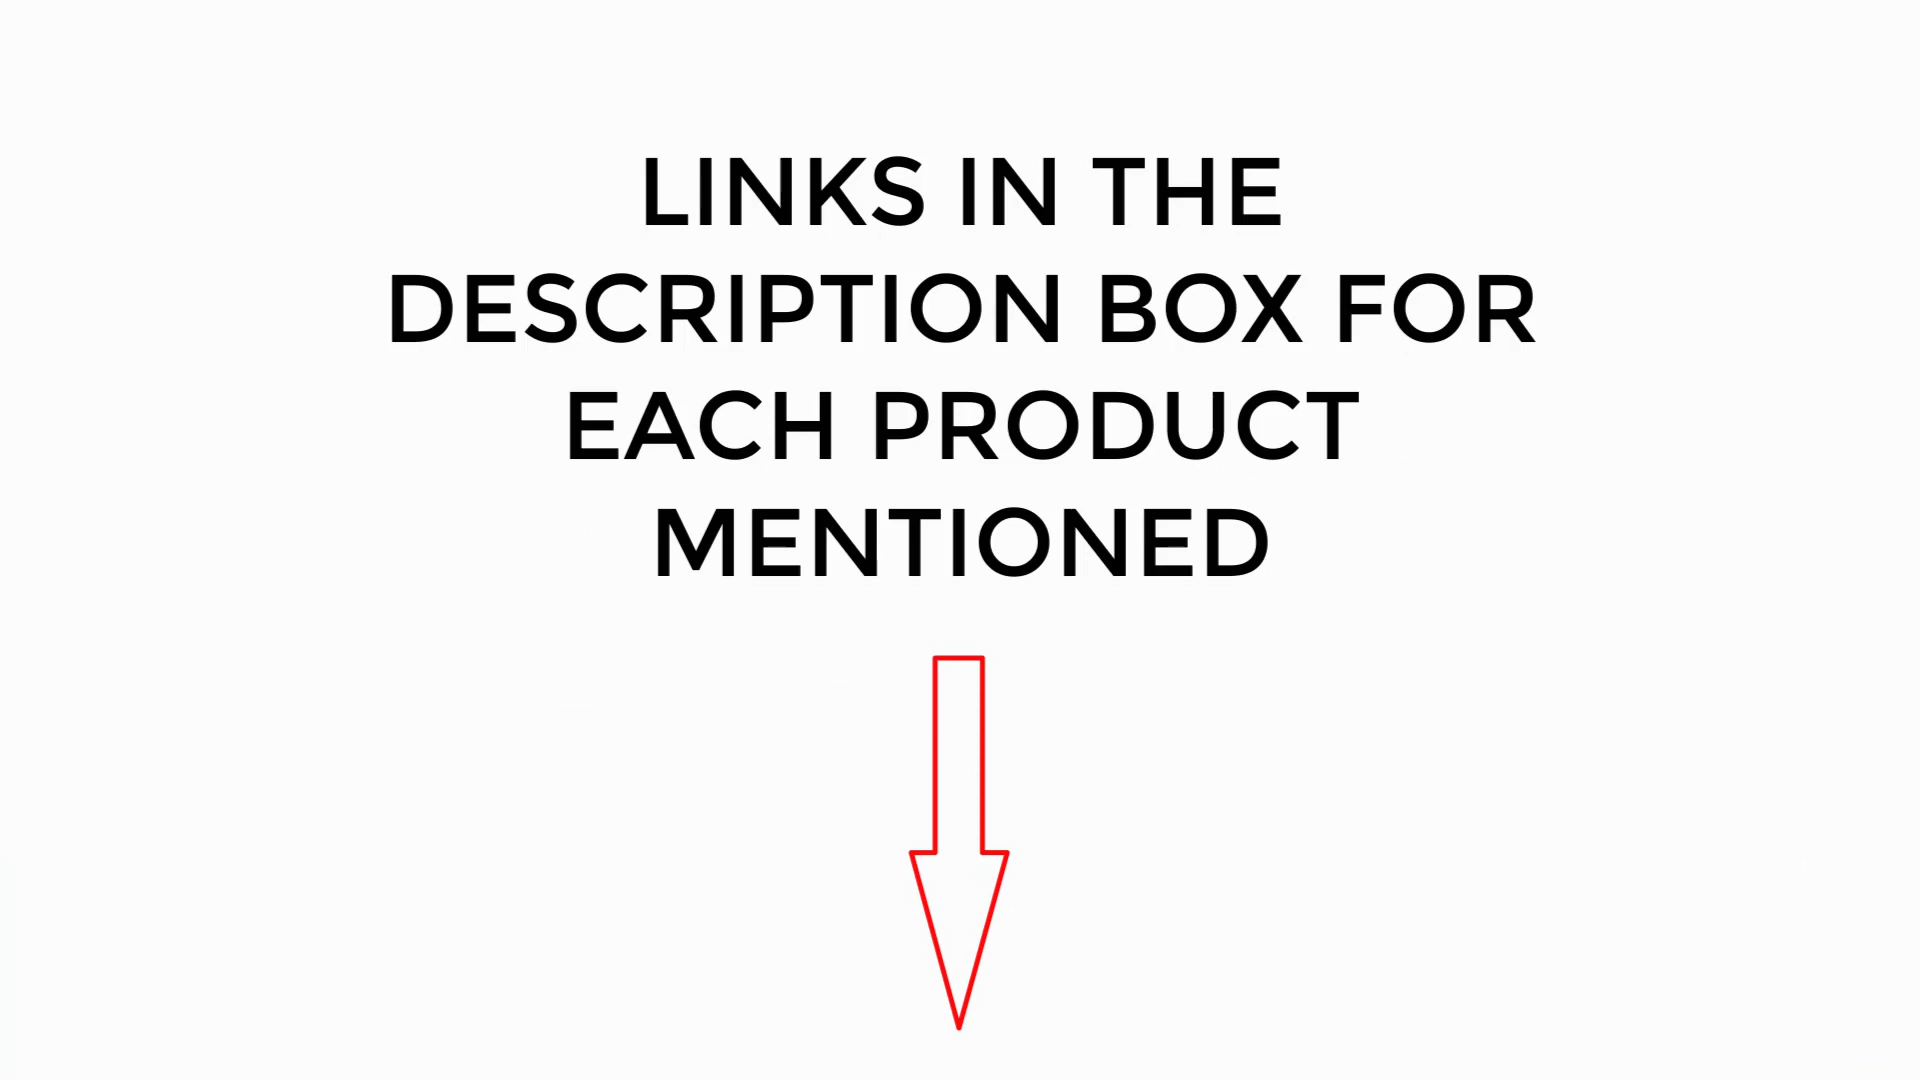 LINKS IN THE
DESCRIPTION BOX FOR
EACH PRODUCT
MENTIONED